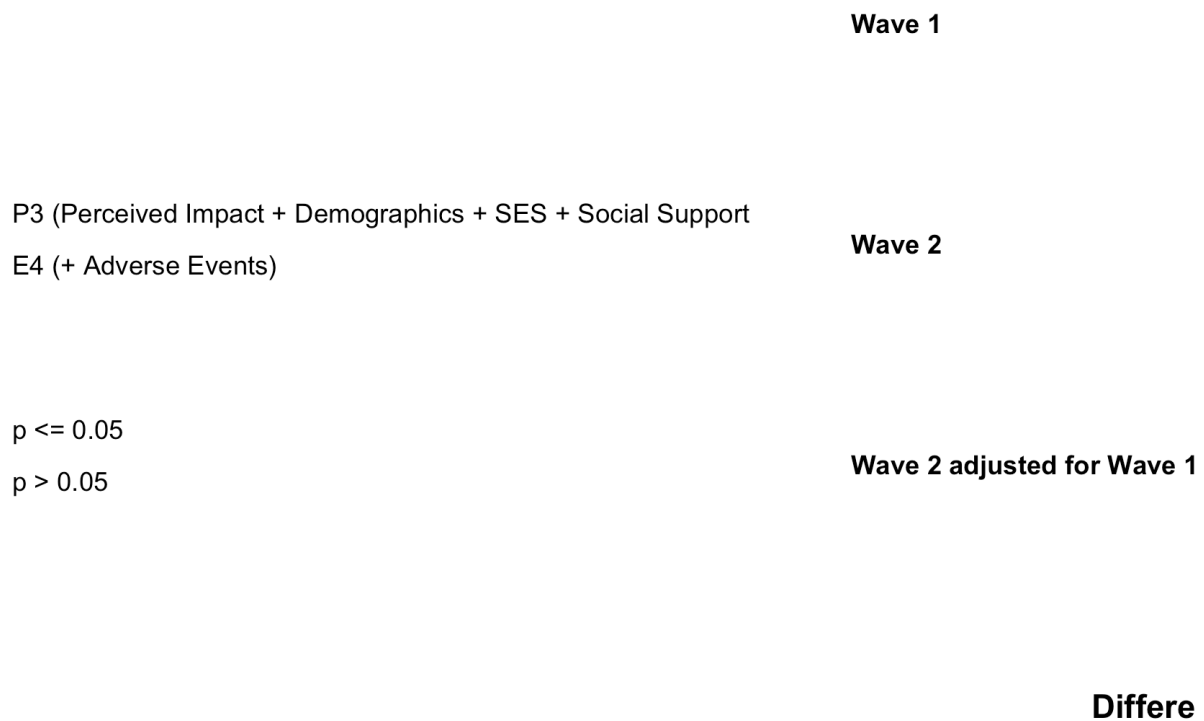 Wave 1
P3 (Perceived Impact + Demographics + SES + Social Support
Wave 2
E4 (+ Adverse Events)
p <= 0.05
Wave 2 adjusted for Wave 1
p > 0.05
Differe